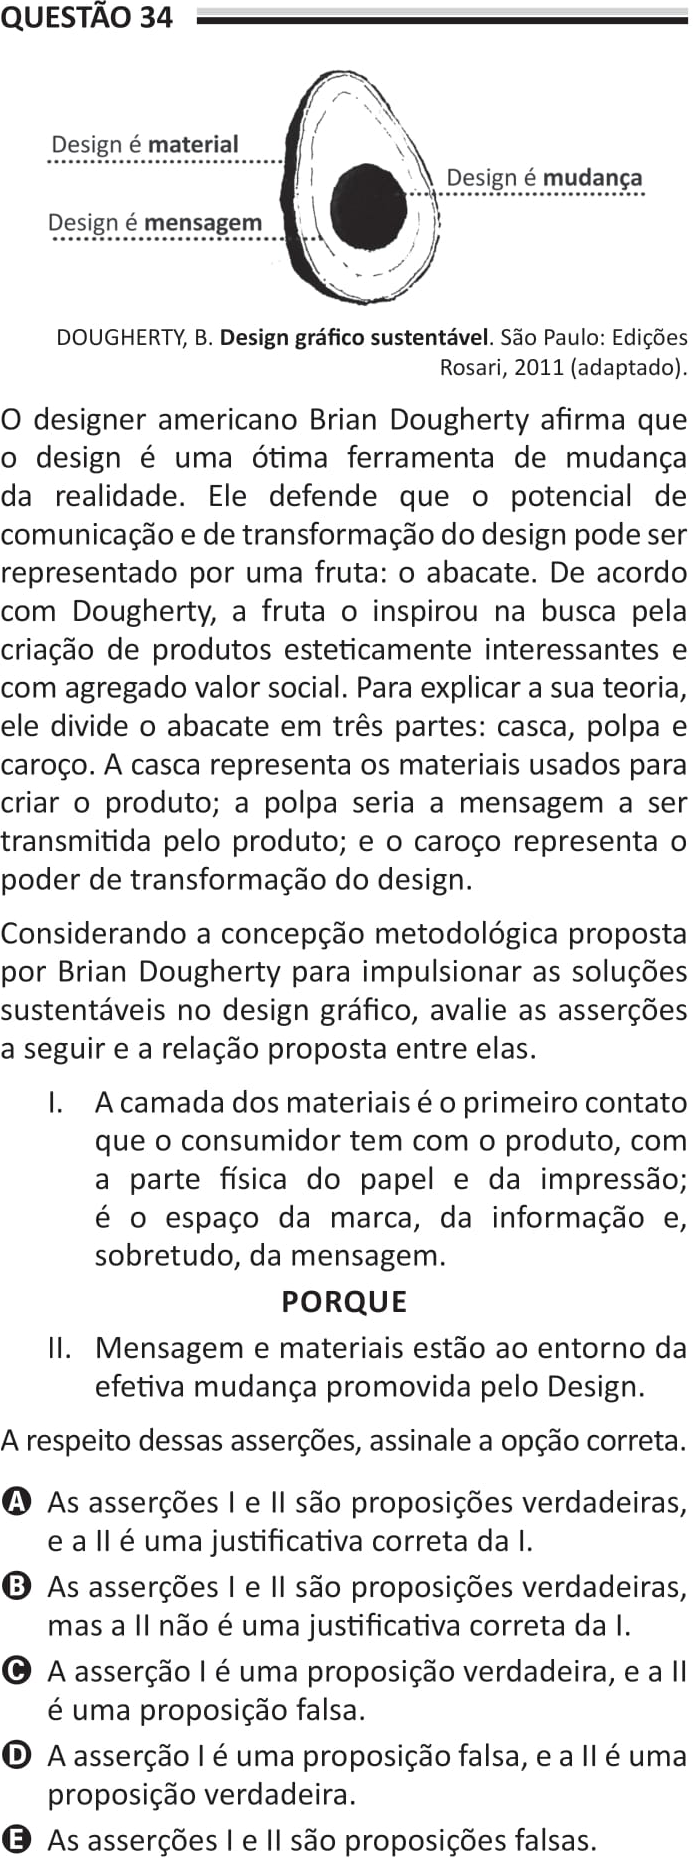 QUESTÃO 34
Design é material
Design é mudança
Design é mensagem
DOUGHERTY, B. Design gráfico sustentável. São Paulo: Edições
Rosari, 2011 (adaptado).
O designer americano Brian Dougherty afirma que
o design é uma ótima ferramenta de mudança
da realidade. Ele defende que o potencial de
comunicação e de transformação do design pode ser
representado por uma fruta: o abacate. De acordo
com Dougherty, a fruta o inspirou na busca pela
criação de produtos esteticamente interessantes e
com agregado valor social. Para explicar a sua teoria,
ele divide o abacate em três partes: casca, polpa e
caroço. A casca representa os materiais usados para
criar o produto; a polpa seria a mensagem a ser
transmitida pelo produto; e o caroço representa o
poder de transformação do design.
Considerando a concepção metodológica proposta
por Brian Dougherty para impulsionar as soluções
sustentáveis no design gráfico, avalie as asserções
a seguir e a relação proposta entre elas.
I. A camada dos materiais é o primeiro contato
que o consumidor tem com o produto, com
a parte física do papel e da impressão;
é o espaço da marca, da informação e,
sobretudo, da mensagem.
PORQUE
II. Mensagem e materiais estão ao entorno da
efetiva mudança promovida pelo Design.
A respeito dessas asserções, assinale a opção correta.
A As asserções I e II são proposições verdadeiras,
e a II é uma justificativa correta da I.
B As asserções I e II são proposições verdadeiras,
mas a II não é uma justificativa correta da I.
C A asserção I é uma proposição verdadeira, e a II
é uma proposição falsa.
D A asserção I é uma proposição falsa, e a II é uma
proposição verdadeira.
E As asserções I e II são proposições falsas.